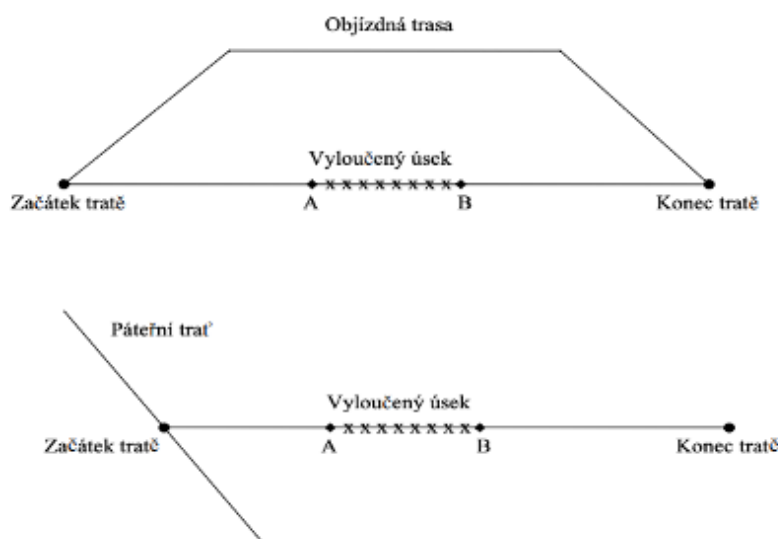 Objízdná trasa
Vyloučený úsek
Začátek tratě
A
B
Konec tratě
Páteřní trať
Vyloučený úsek
Začátek tratě
A
B
Konec tratě